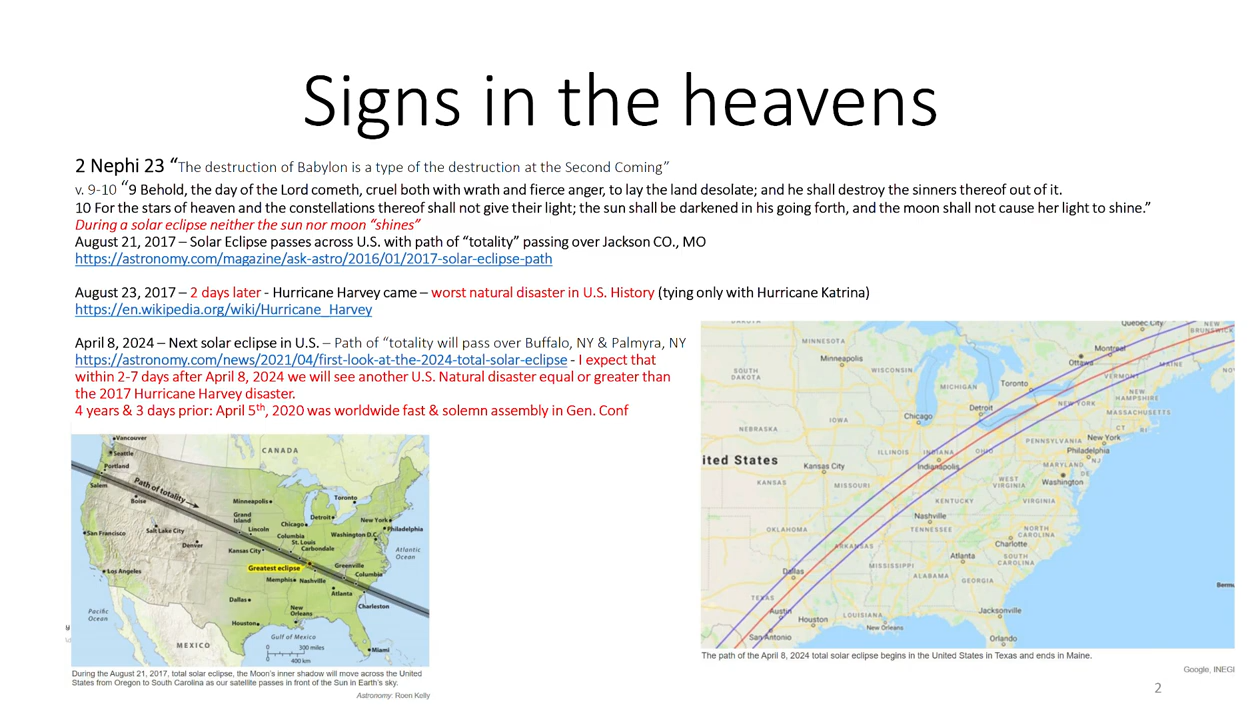 Signs in the heavens
2 Nephi 23 “The destruction of Babylon is a type of the destruction at the Second Coming”
v. 9-10 “9 Behold, the day of the Lord cometh, cruel both with wrath and fierce anger, to lay the land desolate; and he shall destroy the sinners thereof out of it.
10 For the stars of heaven and the constellations thereof shall not give their light; the sun shall be darkened in his going forth, and the moon shall not cause her light to shine.”
During a solar eclipse neither the sun nor moon “shines”
August 21, 2017 – Solar Eclipse passes across U.S. with path of “totality” passing over Jackson CO., MO
https://astronomy.com/magazine/ask-astro/2016/01/2017-solar-eclipse-path
August 23, 2017 – 2 days later - Hurricane Harvey came – worst natural disaster in U.S. History (tying only with Hurricane Katrina)
https://en.wikipedia.org/wiki/Hurricane_Harvey
April 8, 2024 – Next solar eclipse in U.S. – Path of “totality will pass over Buffalo, NY & Palmyra, NY
https://astronomy.com/news/2021/04/first-look-at-the-2024-total-solar-eclipse - I expect that
within 2-7 days after April 8, 2024 we will see another U.S. Natural disaster equal or greater than
the 2017 Hurricane Harvey disaster.
4 years & 3 days prior: April 5th, 2020 was worldwide fast & solemn assembly in Gen. Conf
Vancouver
Seattle
Portland
Salem
Path of totality
Boise
CANADA
Minneapolis
Toronto
Grand
Island
Lincoln
Chicago
Detroit
New York
Philadelphia
San Francisco
Salt Lake City
Denver
Kansas City
Columbia
St. Louis
Carbondale
Washington D.C.
Atlantic
Ocean
Greatest eclipse
Greenville
Columbia
Los Angeles
Memphis
Nashville
Atlanta
Charleston
Dallas
Pacific
Ocean
New
Orleans
Houston
Gulf of Mexico
MEXICO
0 300 miles
0 400 km
Miami
During the August 21, 2017, total solar eclipse, the Moon’s inner shadow will move across the United
States from Oregon to South Carolina as our satellite passes in front of the Sun in Earth’s sky.
Astronomy: Roen Kelly
DAKOTA
Quebec City
NEW
BRUNSWICK
MINNESOTA
Minneapolis
Montreal
Ottawa
MAINE
SOUTH
DAKOTA
WISCONSIN
VERMONT
MICHIGAN
Toronto
NEW
HAMPSHIRE
Detroit
NEW YORK
MASSACHUSETTS
Chicago
IOWA
CT
RI
NEBRASKA
PENNSYLVANIA
New York
ILLINOIS
INDIANA
OHIO
Philadelphia
ited States
Kansas City
Indianapolis
MARYLAND
NJ
DE
KANSAS
MISSOURI
WEST
VIRGINIA
Washington
KENTUCKY
VIRGINIA
Nashville
OKLAHOMA
TENNESSEE
NORTH
CAROLINA
ARKANSAS
Charlotte
Atlanta
SOUTH
CAROLINA
MISSISSIPPI
Dallas
ALABAMA
GEORGIA
Bermu
TEXAS
Austin
Houston
LOUISIANA
Jacksonville
New Orleans
San Antonio
Orlando
The path of the April 8, 2024 total solar eclipse begins in the United States in Texas and ends in Maine.
Google, INEGI
2